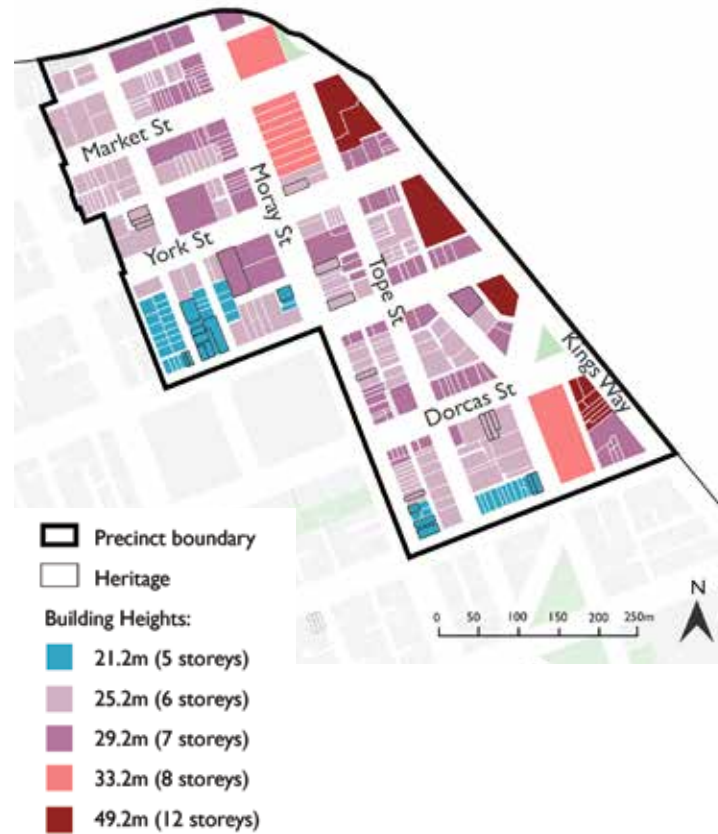 Market St
Moray St
York St
Tope St
Kings Way
Dorcas St
Precinct boundary
Heritage
Building Heights:
21.2m (5 storeys)
25.2m (6 storeys)
29.2m (7 storeys)
33.2m (8 storeys)
49.2m (12 storeys)
0 50 100 150 200 250m
N